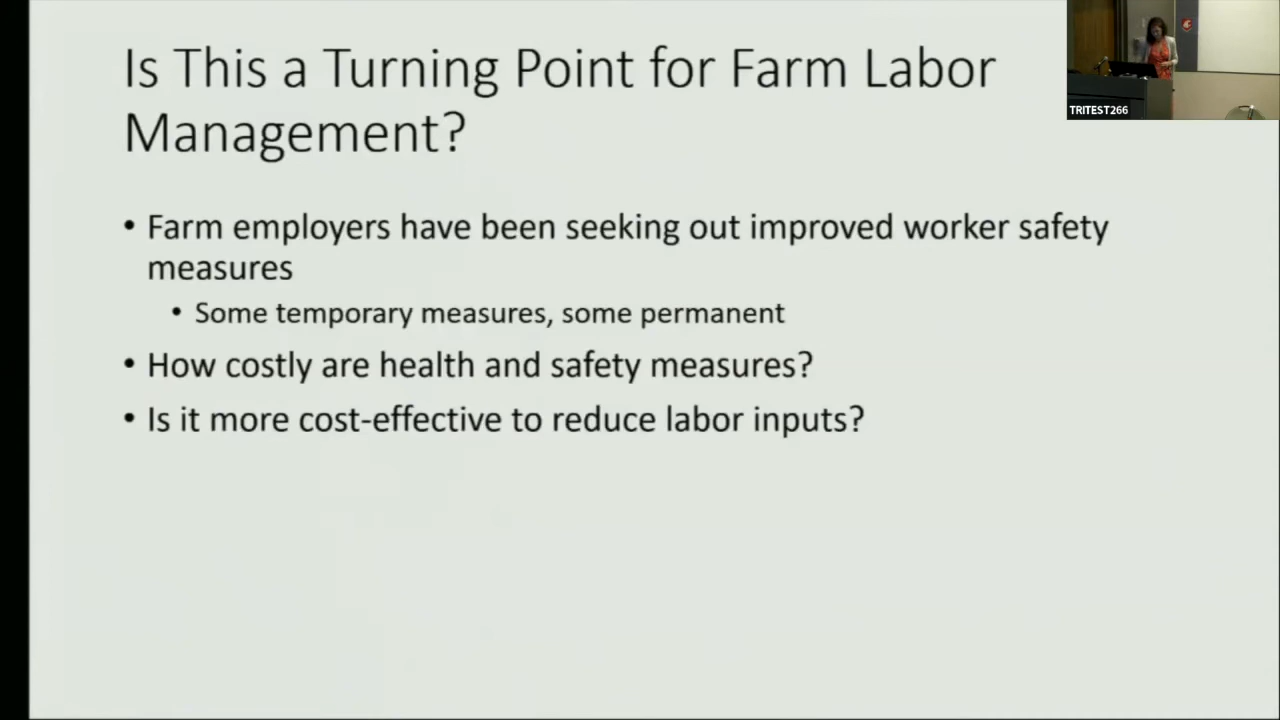 Is This a Turning Point for Farm Labor
Management?
• Farm employers have been seeking out improved worker safety
measures
• Some temporary measures, some permanent
• How costly are health and safety measures?
• Is it more cost-effective to reduce labor inputs?
TRITEST266